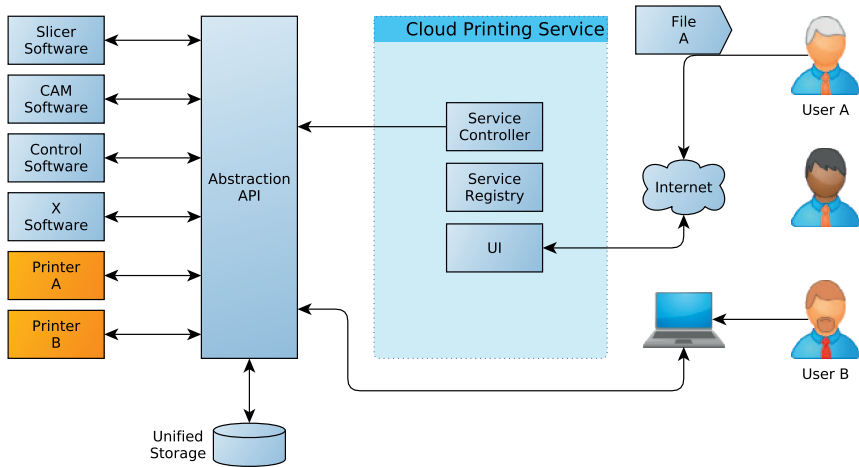 Slicer
Software
CAM
Software
Control
Software
X
Software
Printer
A
Printer
B
Abstraction
API
Unified
Storage
Cloud Printing Service
Service
Controller
Service
Registry
UI
File
A
Internet
User A
User B